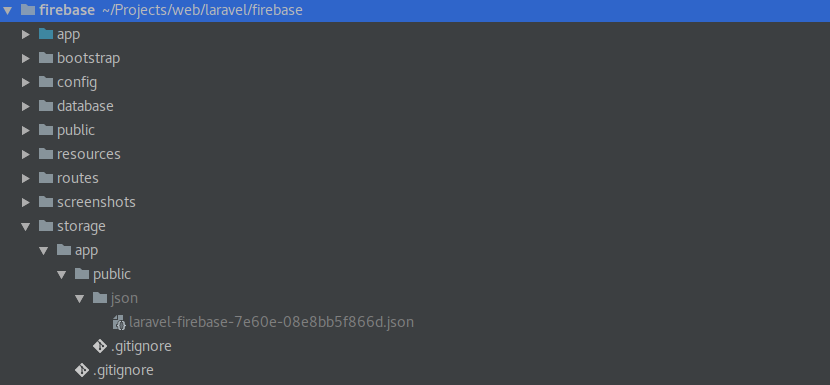 firebase ~/Projects/web/laravel/firebase
app
bootstrap
config
database
public
resources
routes
screenshots
storage
app
public
json
laravel-firebase-7e60e-08e8bb5f866d.json
.gitignore
.gitignore